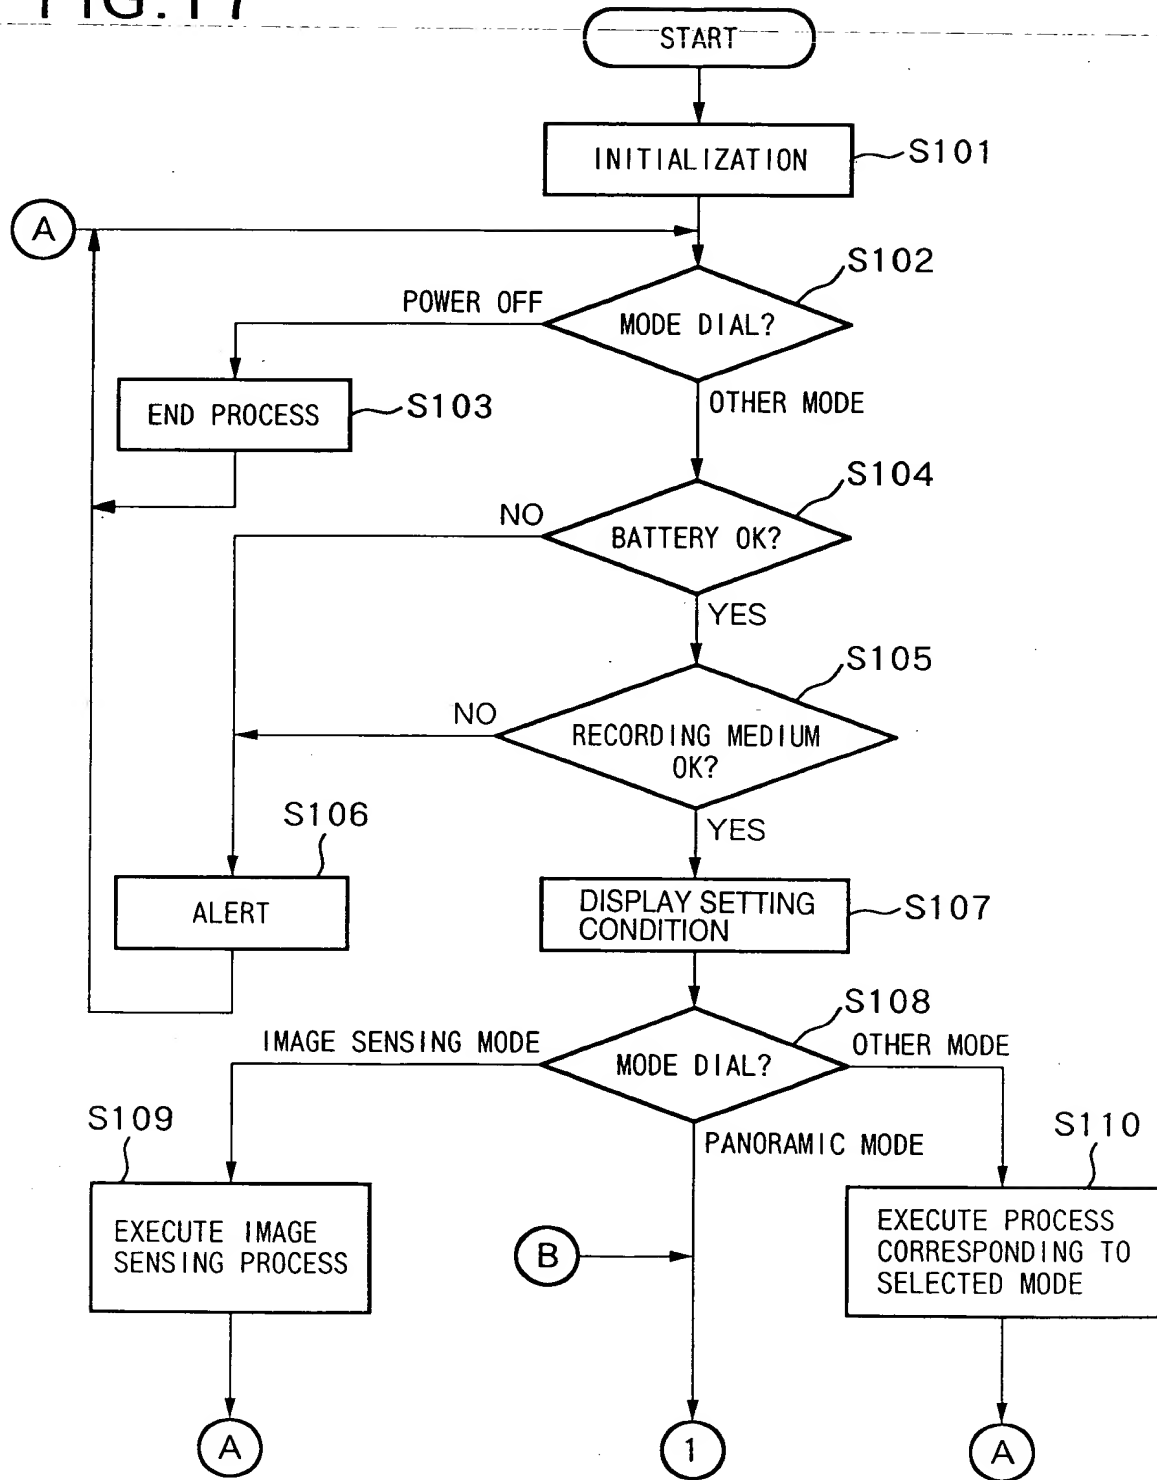 FIG.17
START
INITIALIZATION
S101
A
S102
POWER OFF
MODE DIAL?
END PROCESS
S103
OTHER MODE
S104
NO
BATTERY OK?
YES
S105
NO
RECORDING MEDIUM
OK?
S106
YES
ALERT
DISPLAY SETTING
CONDITION
S107
S108
IMAGE SENSING MODE
OTHER MODE
MODE DIAL?
S109
PANORAMIC MODE
S110
EXECUTE IMAGE
SENSING PROCESS
B
EXECUTE PROCESS
CORRESPONDING TO
SELECTED MODE
A
1
A